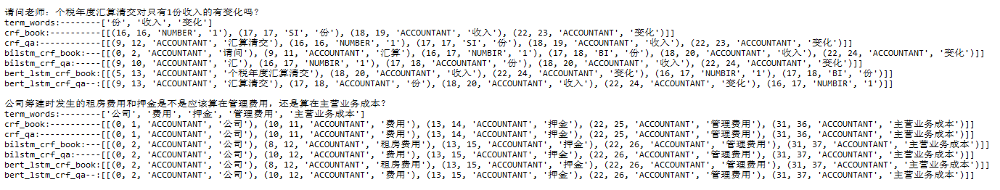 请问老师：个税年度汇算清交对只有1份收入的有变化吗？
term_words:--------['份', '收入', '变化']
crf_book:----------[[(16, 16, 'NUMBER', '1'), (17, 17, 'SI', '份'), (18, 19, 'ACCOUNTANT', '收入'), (22, 23, 'ACCOUNTANT', '变化')]]
crf_qa:------------[[(9, 12, 'ACCOUNTANT', '汇算清交'), (16, 16, 'NUMBER', '1'), (17, 17, 'SI', '份'), (18, 19, 'ACCOUNTANT', '收入'), (22, 23, 'ACCOUNTANT', '变化')]]
bilstm_crf_book:---[[(0, 2, 'ACCOUNTANT', '请问'), (9, 11, 'ACCOUNTANT', '汇算'), (16, 17, 'NUMBIR', '1'), (17, 18, 'BI', '份'), (18, 20, 'ACCOUNTANT', '收入'), (22, 24, 'ACCOUNTANT', '变化')]]
bilstm_crf_qa:-----[[(9, 10, 'ACCOUNTANT', '汇'), (16, 17, 'NUMBIR', '1'), (17, 18, 'ACCOUNTANT', '份'), (18, 20, 'ACCOUNTANT', '收入'), (22, 24, 'ACCOUNTANT', '变化')]]
bert_lstm_crf_book:[[(5, 13, 'ACCOUNTANT', '个税年度汇算清交'), (18, 20, 'ACCOUNTANT', '收入'), (22, 24, 'ACCOUNTANT', '变化'), (16, 17, 'NUMBIR', '1'), (17, 18, 'BI', '份')]]
bert_lstm_crf_qa--:[[(9, 13, 'ACCOUNTANT', '汇算清交'), (17, 18, 'ACCOUNTANT', '份'), (18, 20, 'ACCOUNTANT', '收入'), (22, 24, 'ACCOUNTANT', '变化'), (16, 17, 'NUMBIR', '1')]]
公司筹建时发生的租房费用和押金是不是应该算在管理费用，还是算在主营业务成本？
term_words:--------['公司', '费用', '押金', '管理费用', '主营业务成本']
crf_book:----------[[(0, 1, 'ACCOUNTANT', '公司'), (10, 11, 'ACCOUNTANT', '费用'), (13, 14, 'ACCOUNTANT', '押金'), (22, 25, 'ACCOUNTANT', '管理费用'), (31, 36, 'ACCOUNTANT', '主营业务成本')]]
crf_qa:------------[[(0, 1, 'ACCOUNTANT', '公司'), (10, 11, 'ACCOUNTANT', '费用'), (13, 14, 'ACCOUNTANT', '押金'), (22, 25, 'ACCOUNTANT', '管理费用'), (31, 36, 'ACCOUNTANT', '主营业务成本')]]
bilstm_crf_book:---[[(0, 2, 'ACCOUNTANT', '公司'), (8, 12, 'ACCOUNTANT', '租房费用'), (13, 15, 'ACCOUNTANT', '押金'), (22, 26, 'ACCOUNTANT', '管理费用'), (31, 37, 'ACCOUNTANT', '主营业务成本')]]
bilstm_crf_qa:-----[[(0, 2, 'ACCOUNTANT', '公司'), (10, 12, 'ACCOUNTANT', '费用'), (13, 15, 'ACCOUNTANT', '押金'), (22, 26, 'ACCOUNTANT', '管理费用'), (31, 37, 'ACCOUNTANT', '主营业务成本')]]
bert_lstm_crf_book:[[(0, 2, 'ACCOUNTANT', '公司'), (8, 12, 'ACCOUNTANT', '租房费用'), (13, 15, 'ACCOUNTANT', '押金'), (22, 26, 'ACCOUNTANT', '管理费用'), (31, 37, 'ACCOUNTANT', '主营业务成本')]]
bert_lstm_crf_qa--:[[(0, 2, 'ACCOUNTANT', '公司'), (10, 12, 'ACCOUNTANT', '费用'), (13, 15, 'ACCOUNTANT', '押金'), (22, 26, 'ACCOUNTANT', '管理费用'), (31, 37, 'ACCOUNTANT', '主营业务成本')]]